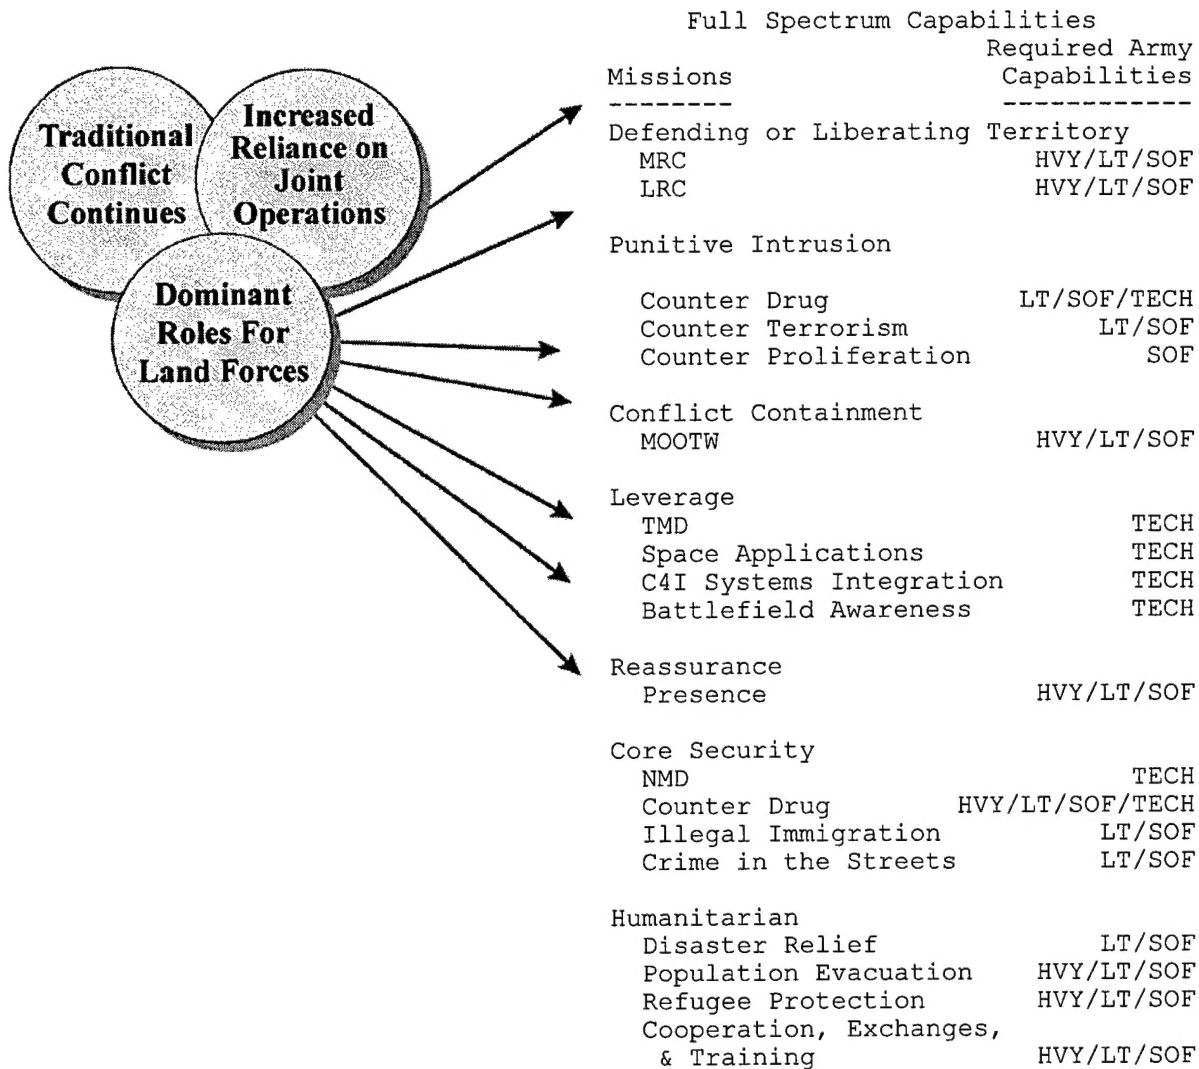 Traditional
Conflict
Continues
Increased
Reliance on
Joint
Operations
Dominant
Roles For
Land Forces
Full Spectrum Capabilities
Required Army
Missions Capabilities
-------- ------------
Defending or Liberating Territory
MRC HVY/LT/SOF
LRC HVY/LT/SOF
Punitive Intrusion
Counter Drug LT/SOF/TECH
Counter Terrorism LT/SOF
Counter Proliferation SOF
Conflict Containment
MOOTW HVY/LT/SOF
Leverage
TMD TECH
Space Applications TECH
C4I Systems Integration TECH
Battlefield Awareness TECH
Reassurance
Presence HVY/LT/SOF
Core Security
NMD TECH
Counter Drug HVY/LT/SOF/TECH
Illegal Immigration LT/SOF
Crime in the Streets LT/SOF
Humanitarian
Disaster Relief LT/SOF
Population Evacuation HVY/LT/SOF
Refugee Protection HVY/LT/SOF
Cooperation, Exchanges,
& Training HVY/LT/SOF